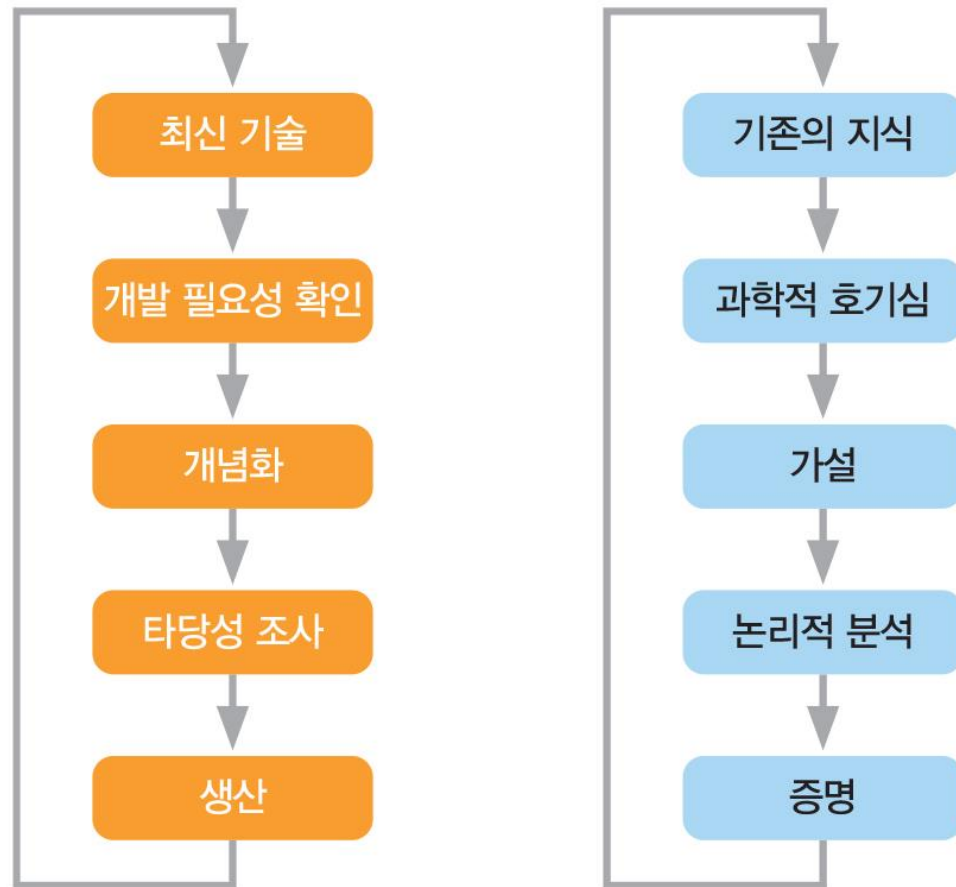 최신 기술
개발 필요성 확인
개념화
타당성 조사
생산
기존의 지식
과학적 호기심
가설
논리적 분석
증명